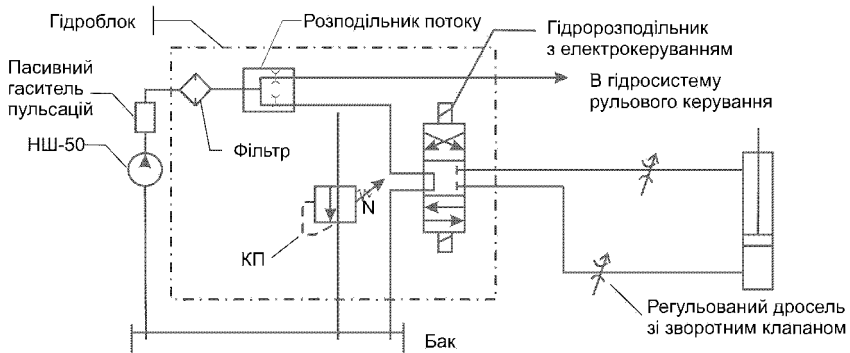 Гідроблок
Розподільник потоку
Гідророзподільник
з електрокеруванням
Пасивний
гаситель
пульсацій
В гідросистему
рульового керування
НШ-50
Фільтр
N
КП
Регульований дросель
зі зворотним клапаном
Бак